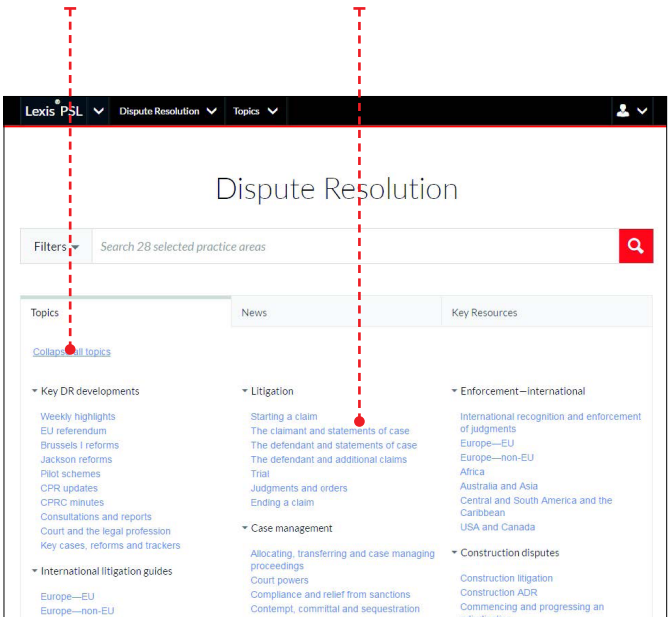 Lexis®PSL Dispute Resolution Topics
Dispute Resolution
Filters Search 28 selected practice areas
Topics News Key Resources
Collapse all topics
Key DR developments
Weekly highlights
EU referendum
Brussels I reforms
Jackson reforms
Pilot schemes
CPR updates
CPRC minutes
Consultations and reports
Court and the legal profession
Key cases, reforms and trackers
International litigation guides
Europe—EU
Europe—non-EU
Litigation
Starting a claim
The claimant and statements of case
The defendant and statements of case
The defendant and additional claims
Trial
Judgments and orders
Ending a claim
Case management
Allocating, transferring and case managing
proceedings
Court powers
Compliance and relief from sanctions
Contempt, committal and sequestration
Enforcement—international
International recognition and enforcement
of judgments
Europe—EU
Europe—non-EU
Africa
Australia and Asia
Central and South America and the
Caribbean
USA and Canada
Construction disputes
Construction litigation
Construction ADR
Commencing and progressing an